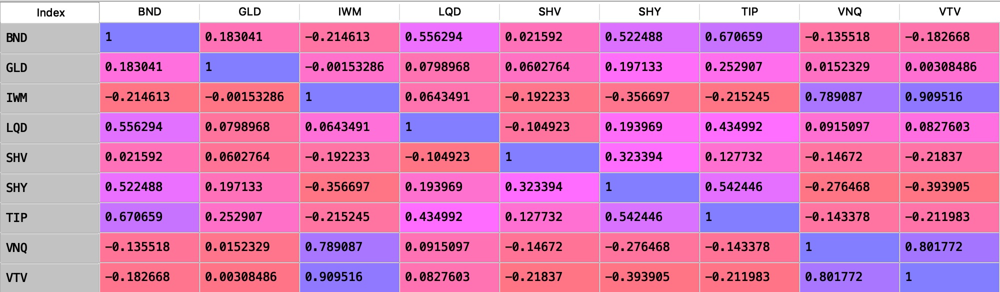 Index BND GLD IWM LQD SHV SHY TIP VNQ VTV
BND 1 0.183041 -0.214613 0.556294 0.021592 0.522488 0.670659 -0.135518 -0.182668
GLD 0.183041 1 -0.00153286 0.0798968 0.0602764 0.197133 0.252907 0.0152329 0.00308486
IWM -0.214613 -0.00153286 1 0.0643491 -0.192233 -0.356697 -0.215245 0.789087 0.909516
LQD 0.556294 0.0798968 0.0643491 1 -0.104923 0.193969 0.434992 0.0915097 0.0827603
SHV 0.021592 0.0602764 -0.192233 -0.104923 1 0.323394 0.127732 -0.14672 -0.21837
SHY 0.522488 0.197133 -0.356697 0.193969 0.323394 1 0.542446 -0.276468 -0.393905
TIP 0.670659 0.252907 -0.215245 0.434992 0.127732 0.542446 1 -0.143378 -0.211983
VNQ -0.135518 0.0152329 0.789087 0.0915097 -0.14672 -0.276468 -0.143378 1 0.801772
VTV -0.182668 0.00308486 0.909516 0.0827603 -0.21837 -0.393905 -0.211983 0.801772 1